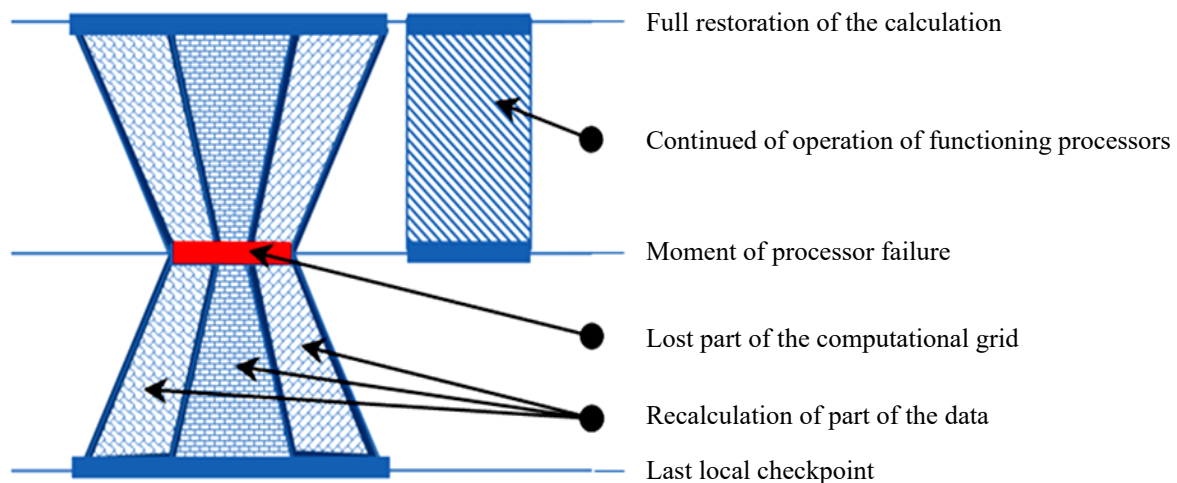 Full restoration of the calculation
Continued of operation of functioning processors
Moment of processor failure
Lost part of the computational grid
Recalculation of part of the data
Last local checkpoint